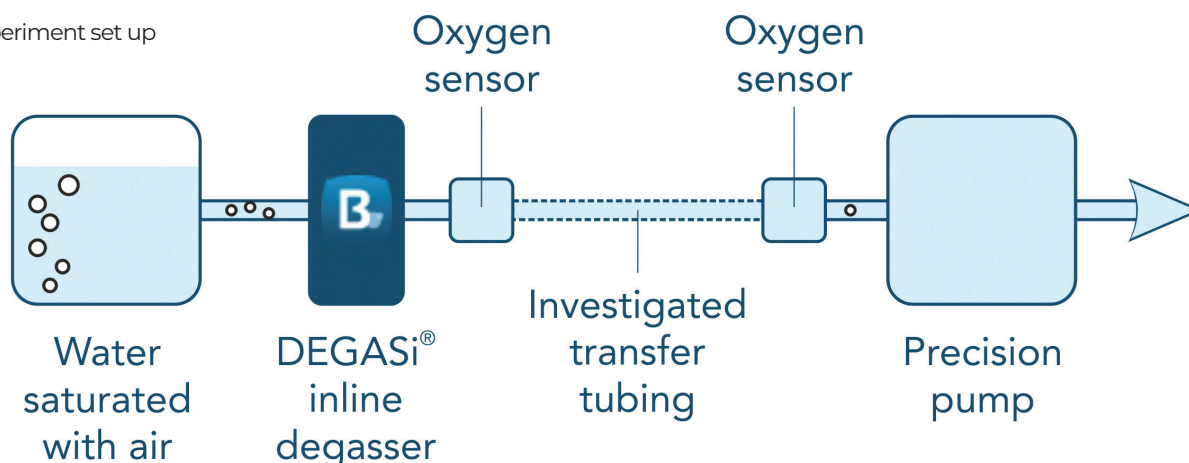 eriment set up
Oxygen
sensor
Oxygen
sensor
B
Investigated
transfer
tubing
Water
saturated
with air
DEGASi®
inline
degasser
Precision
pump